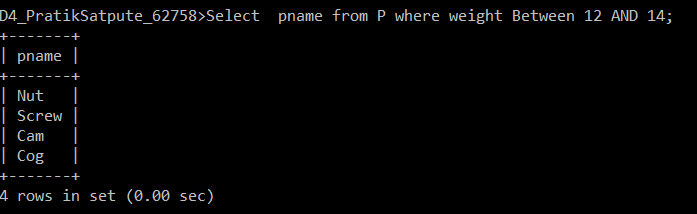 D4_PratikSatpute_62758>Select  pname from P where weight Between 12 AND 14;
+-------+
| pname |
+-------+
| Nut   |
| Screw |
| Cam   |
| Cog   |
+-------+
4 rows in set (0.00 sec)